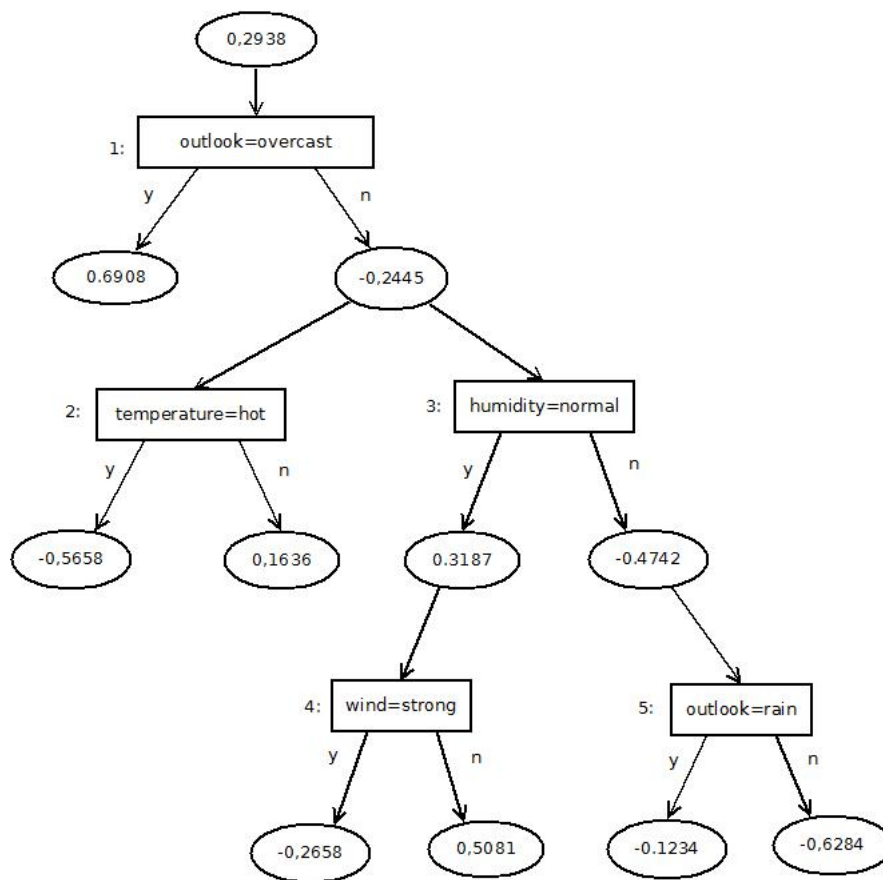 0,2938
1:
outlook=overcast
y
n
0.6908
-0,2445
2:
temperature=hot
3:
humidity=normal
y
n
y
n
-0,5658
0,1636
0.3187
-0.4742
4:
wind=strong
5:
outlook=rain
y
n
y
n
-0,2658
0,5081
-0.1234
-0,6284